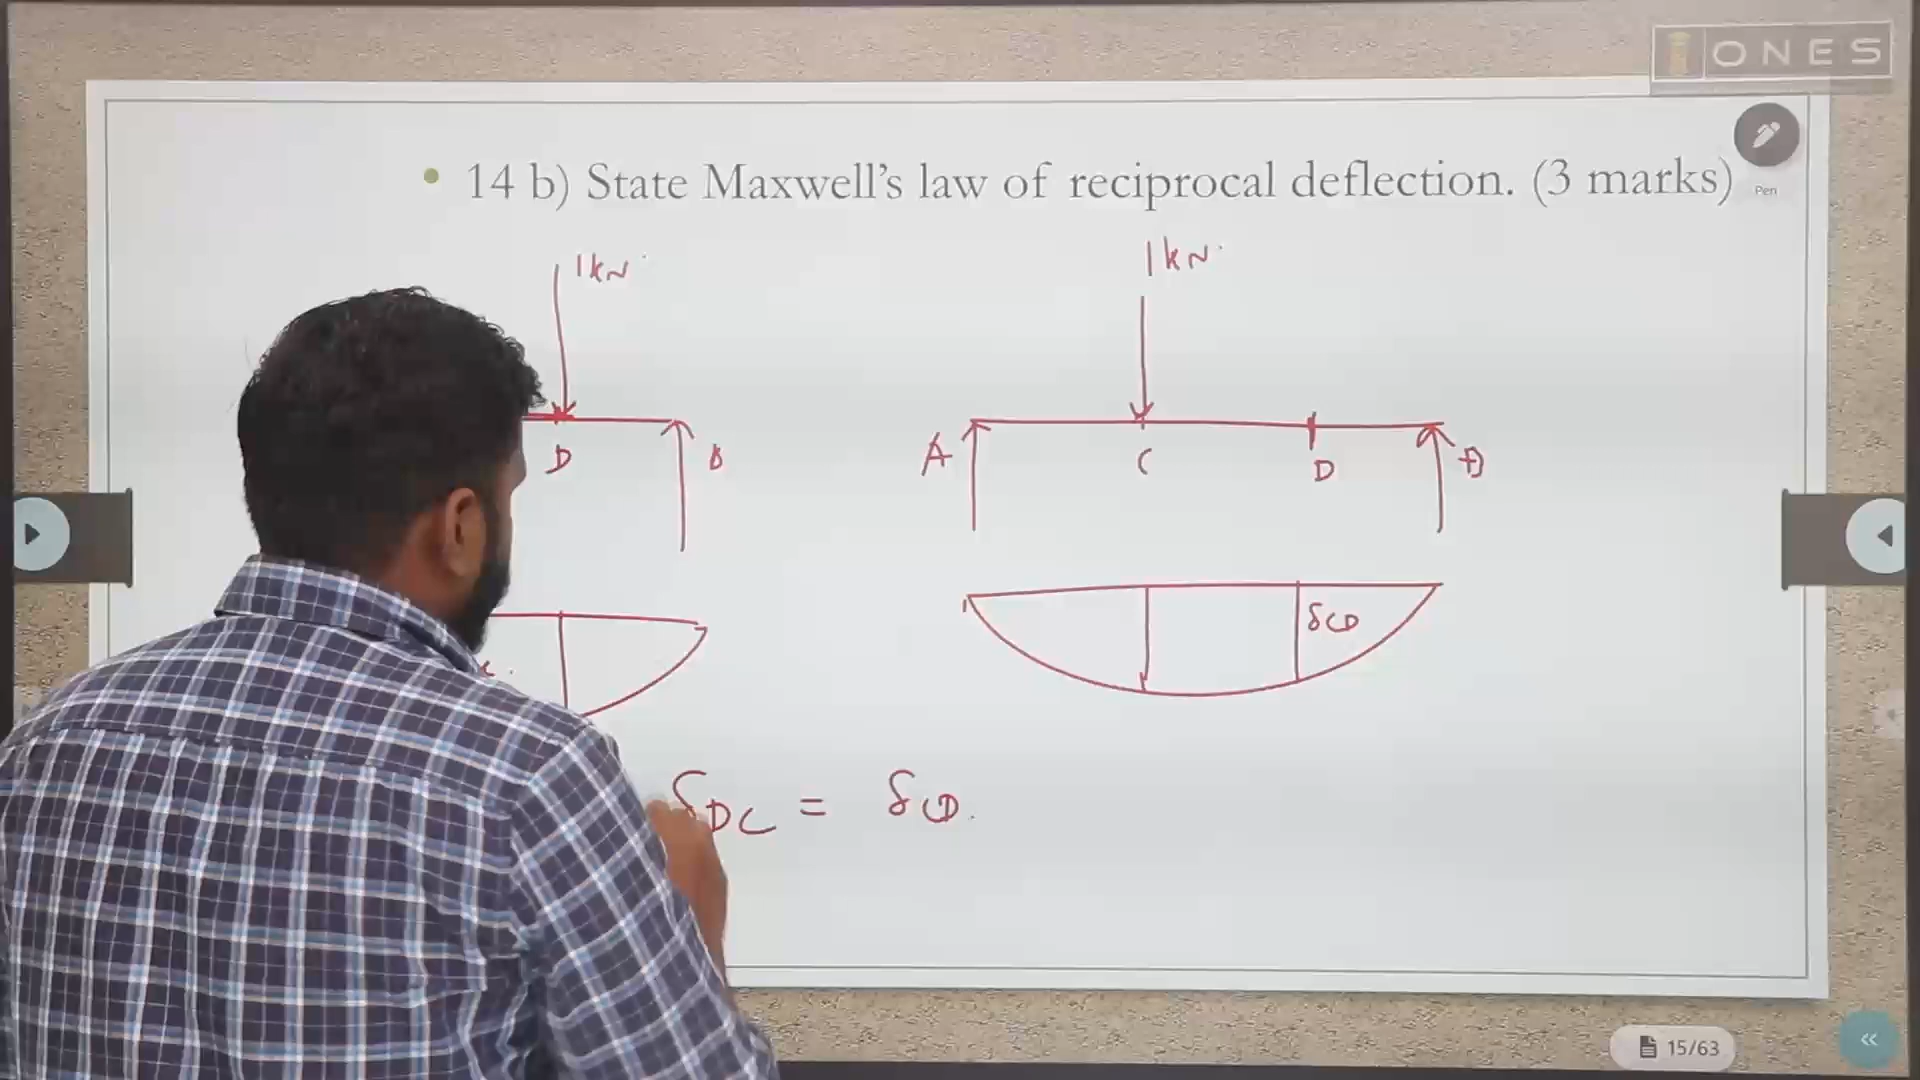 ONES
• 14 b) State Maxwell's law of reciprocal deflection. (3 marks)
Pen
1kN
1kN
D B
A C D B
δCD
δDC = δCD.
15/63